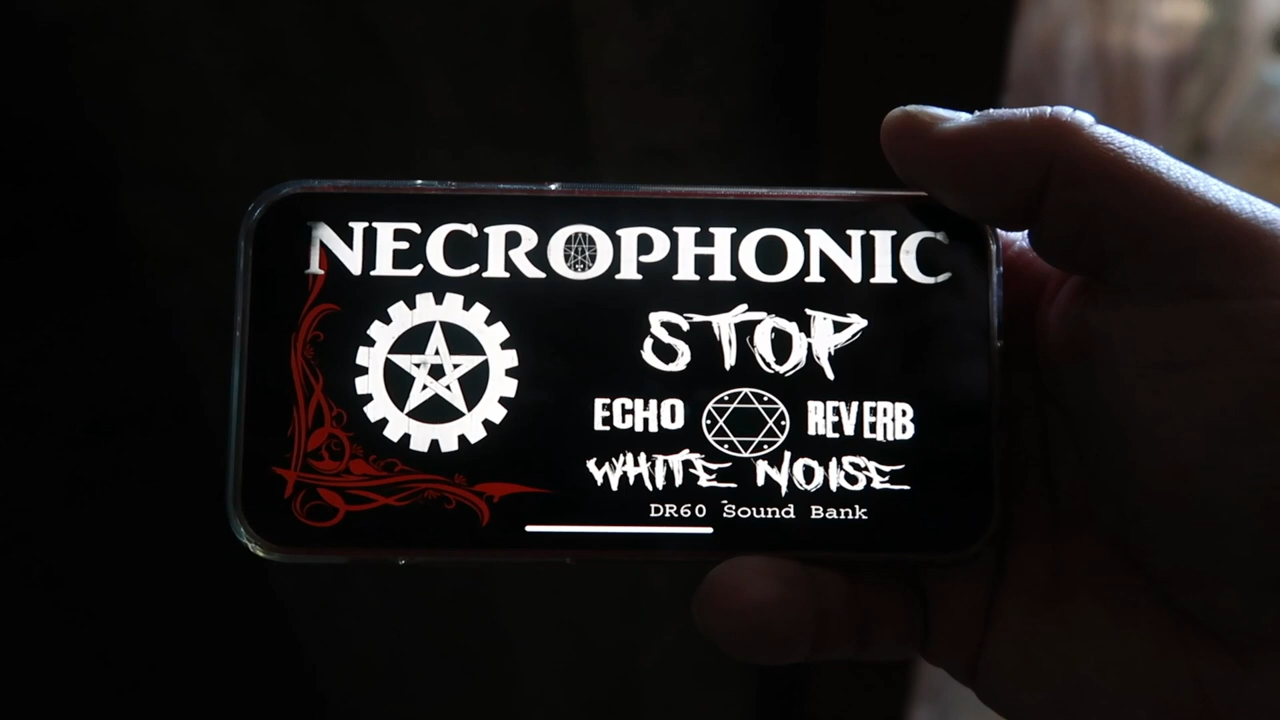 NECROPHONIC
STOP
ECHO REVERB
WHITE NOISE
DR60 Sound Bank